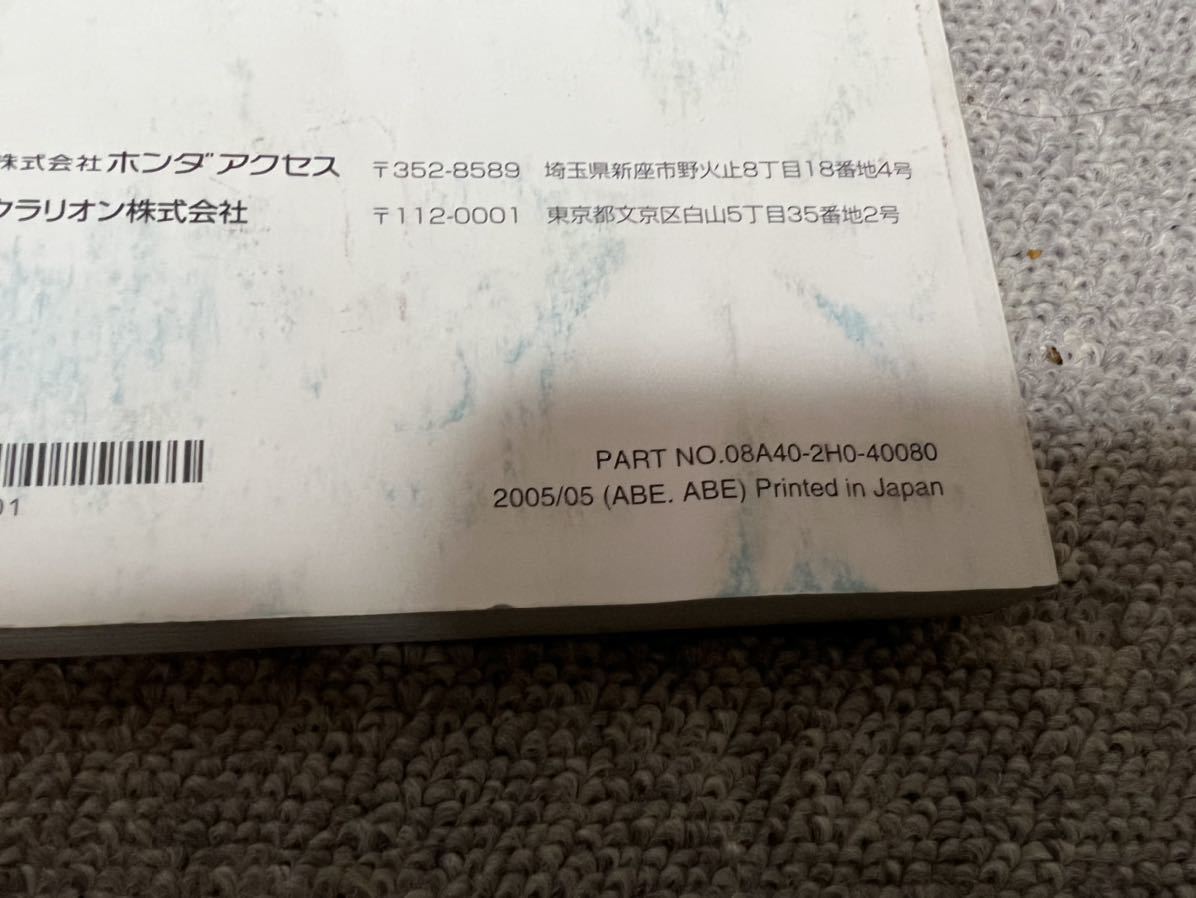 株式会社 ホンダアクセス 〒352-8589 埼玉県新座市野火止8丁目18番地4号
クラリオン株式会社 〒112-0001 東京都文京区白山5丁目35番地2号
01
PART NO.08A40-2H0-40080
2005/05 (ABE. ABE) Printed in Japan